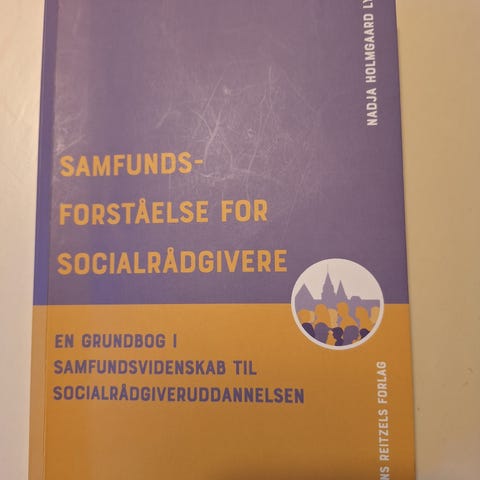 NADJA HOLMGAARD
SAMFUNDS-
FORSTÅELSE FOR
SOCIALRÅDGIVERE
EN GRUNDBOG I
SAMFUNDSVIDENSKAB TIL
SOCIALRÅDGIVERUDDANNELSEN
REITZELS FORLAG